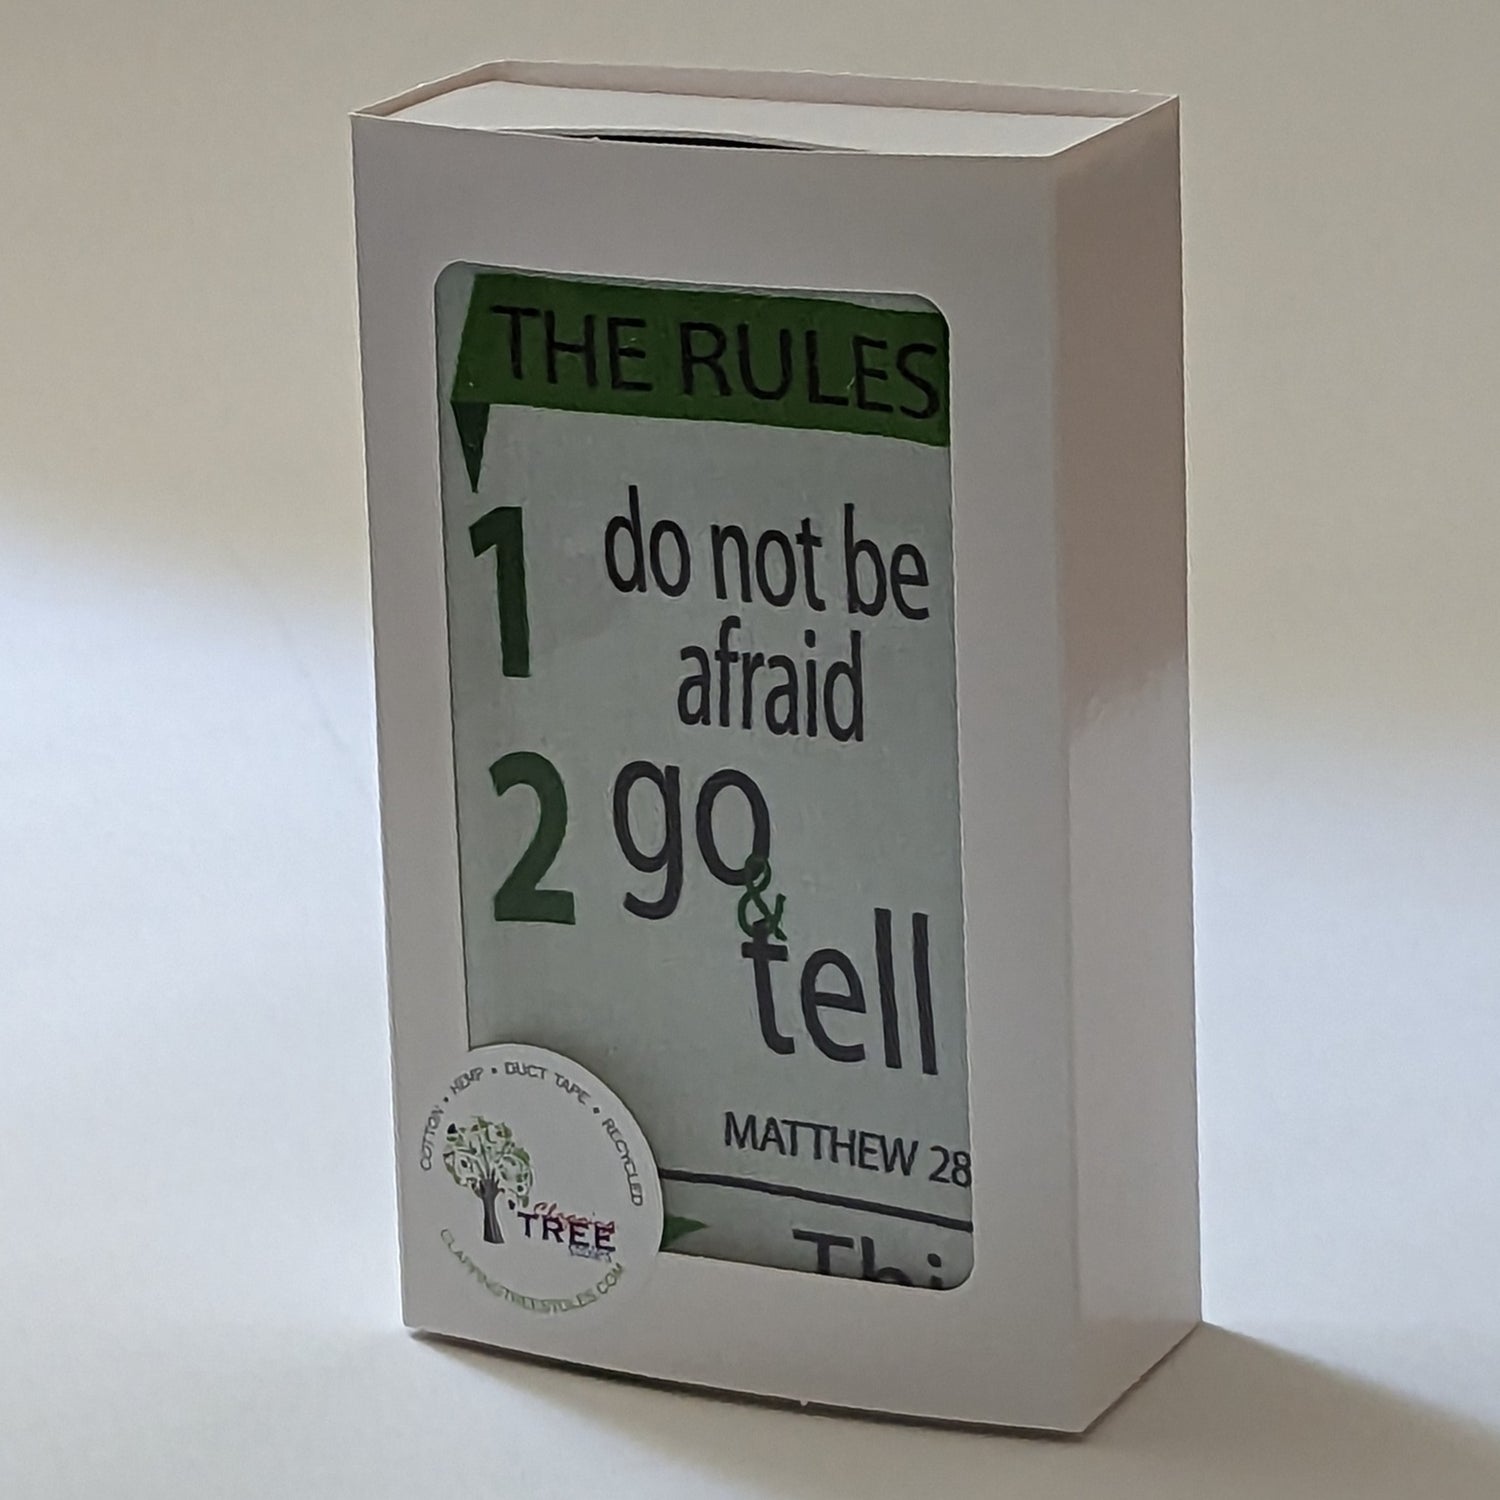 THE RULES
1 do not be
afraid
2 go
&
tell
MATTHEW 28
Thi
COTTON • HEMP • DUCT TAPE • RECYCLED
TREE
CLAPPINGTREESTOLES.COM